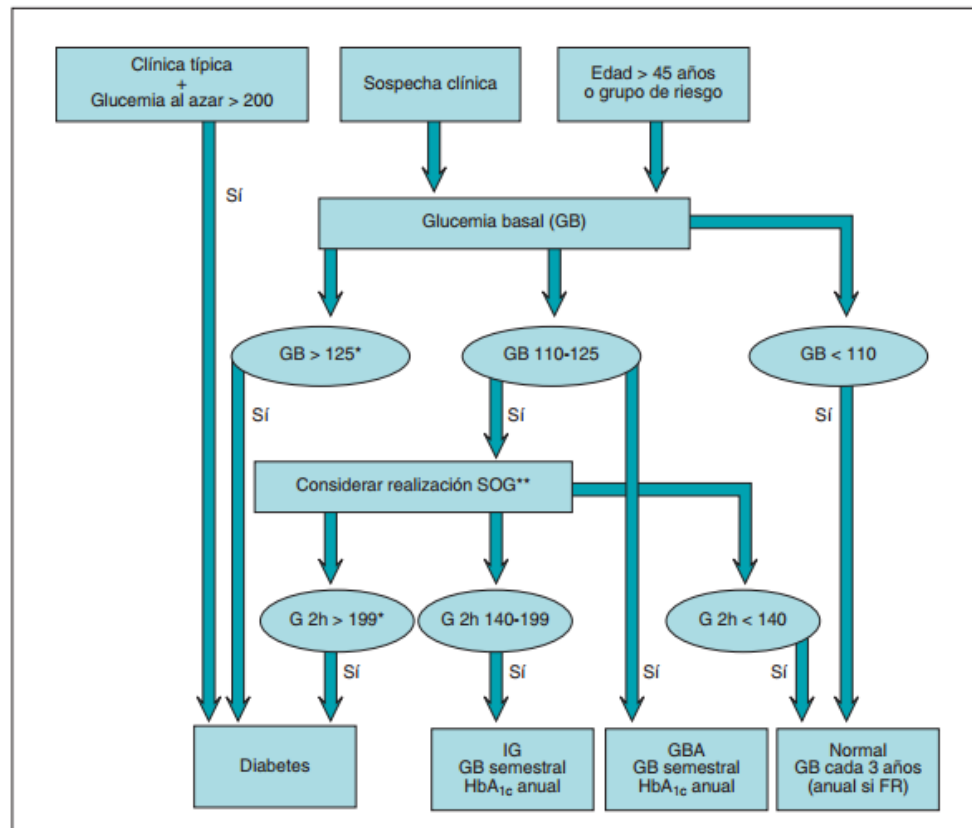 Clínica típica
+
Glucemia al azar > 200
Sospecha clínica
Edad > 45 años
o grupo de riesgo
Sí
Glucemia basal (GB)
GB > 125*
GB 110-125
GB < 110
Sí
Sí
Sí
Considerar realización SOG**
G 2h > 199*
G 2h 140-199
G 2h < 140
Sí
Sí
Sí
Sí
Diabetes
IG
GB semestral
HbA1c anual
GBA
GB semestral
HbA1c anual
Normal
GB cada 3 años
(anual si FR)